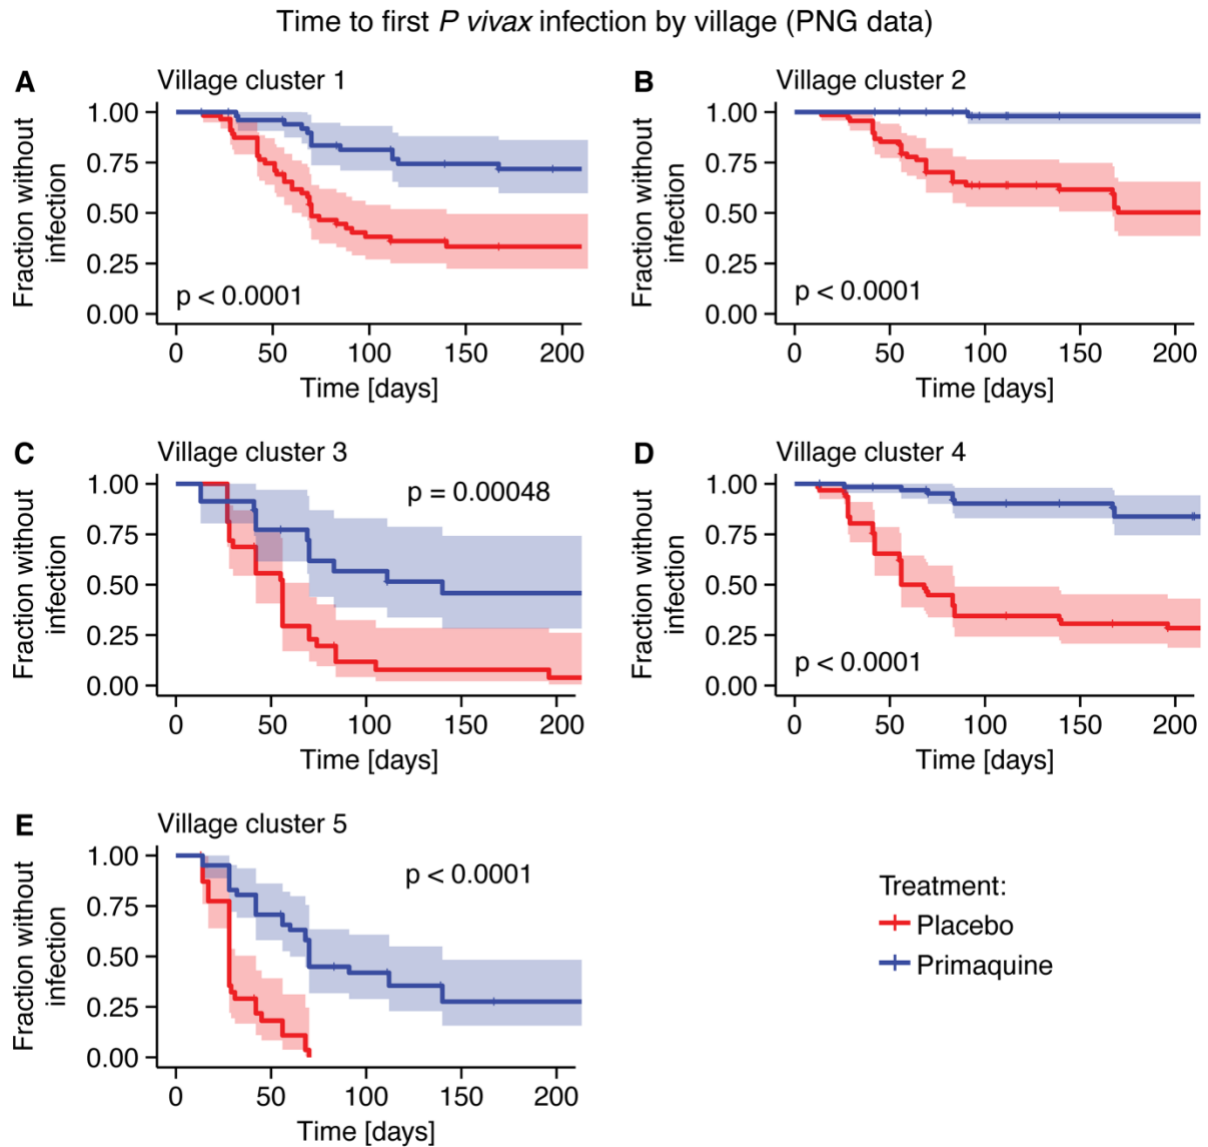 Time to first P vivax infection by village (PNG data)
A
Village cluster 1
Fraction without
infection
1.00
0.75
0.50
0.25
0.00
p < 0.0001
0 50 100 150 200
Time [days]
B
Village cluster 2
Fraction without
infection
1.00
0.75
0.50
0.25
0.00
p < 0.0001
0 50 100 150 200
Time [days]
C
Village cluster 3
Fraction without
infection
1.00
0.75
0.50
0.25
0.00
p = 0.00048
0 50 100 150 200
Time [days]
D
Village cluster 4
Fraction without
infection
1.00
0.75
0.50
0.25
0.00
p < 0.0001
0 50 100 150 200
Time [days]
E
Village cluster 5
Fraction without
infection
1.00
0.75
0.50
0.25
0.00
p < 0.0001
0 50 100 150 200
Time [days]
Treatment:
Placebo
Primaquine